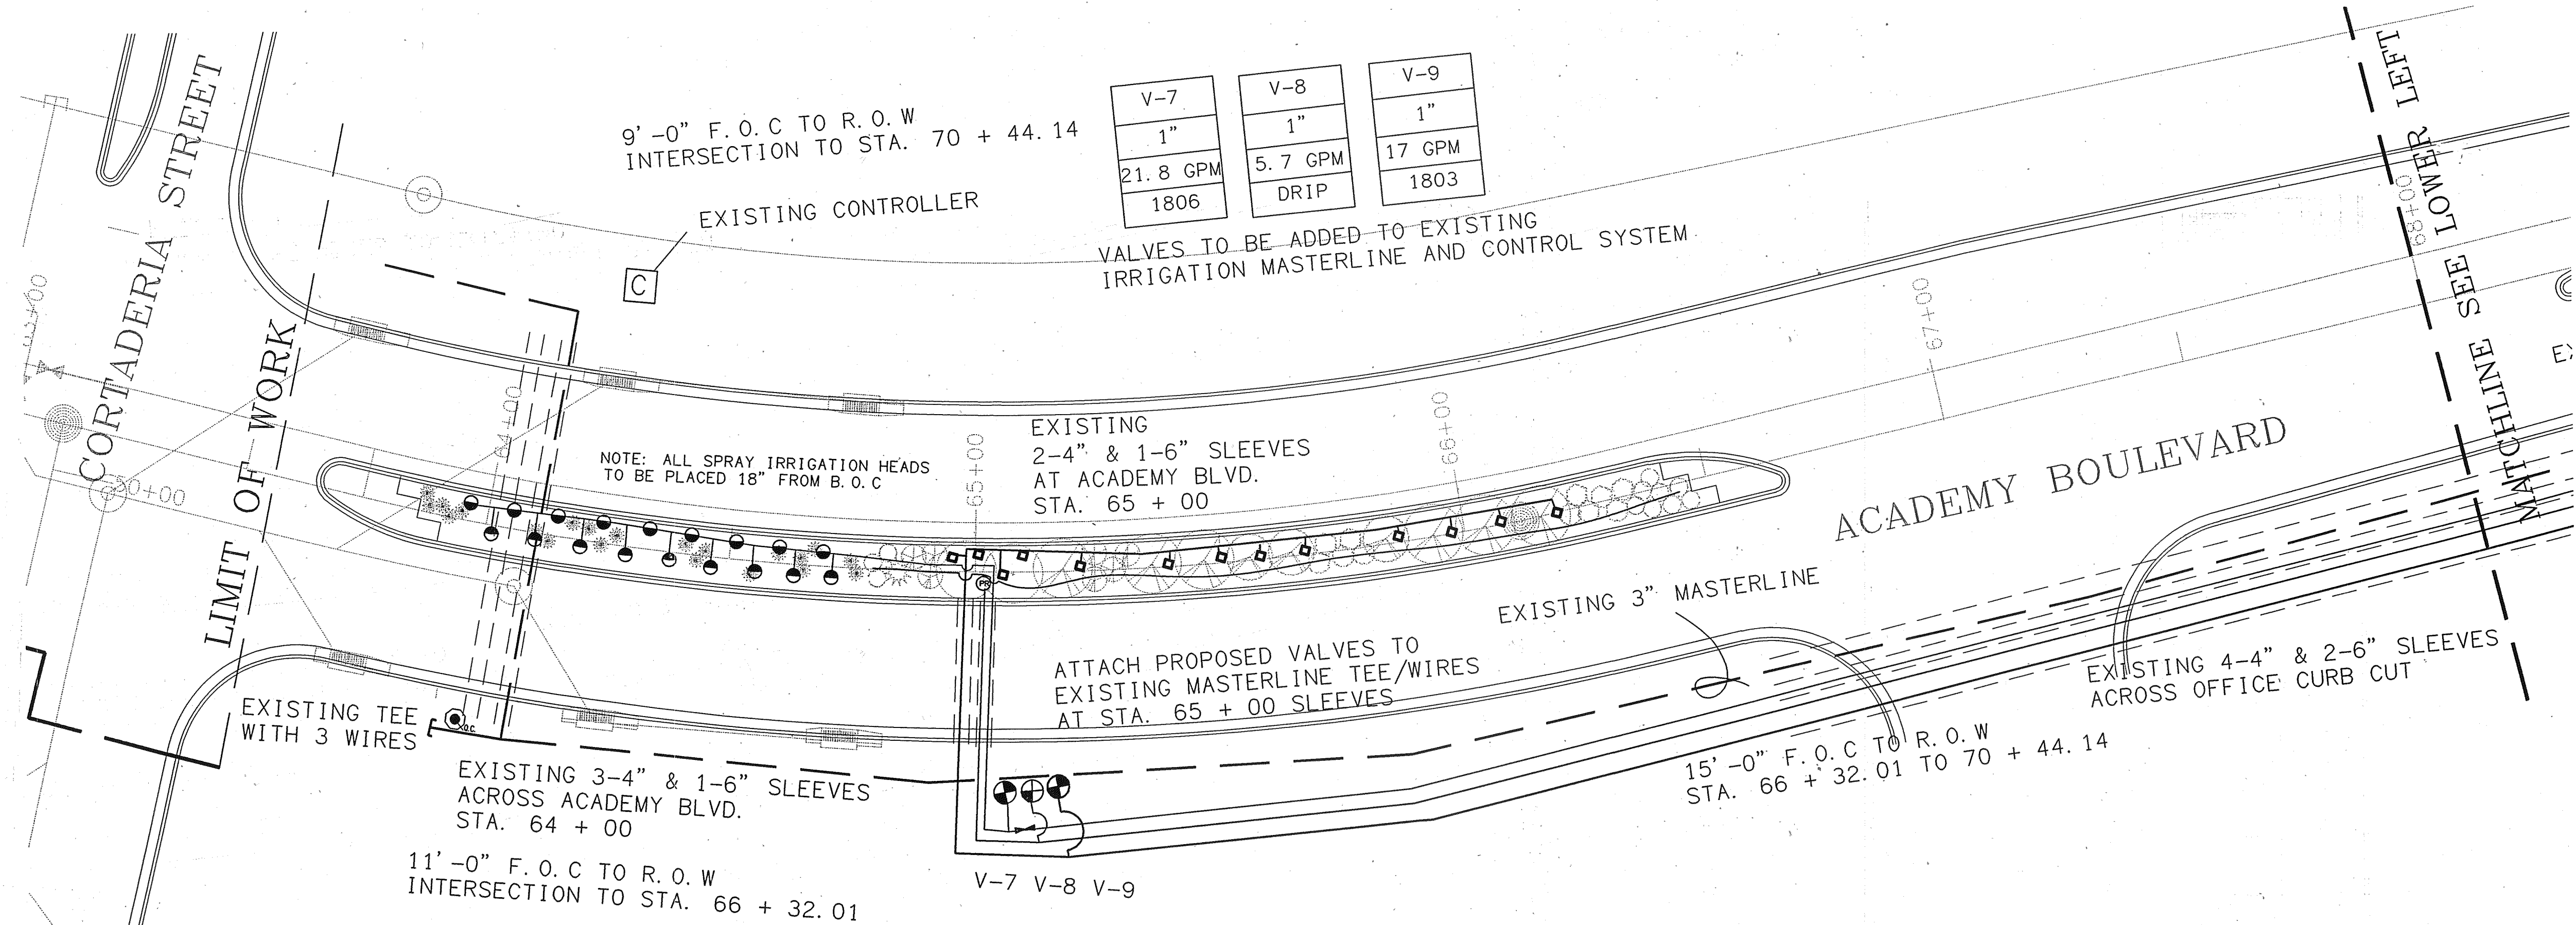 CORTADERIA STREET
LIMIT OF WORK
9'-0" F.O.C TO R.O.W
INTERSECTION TO STA. 70 + 44.14
EXISTING CONTROLLER
C
V-7
1"
21.8 GPM
1806
V-8
1"
5.7 GPM
DRIP
V-9
1"
17 GPM
1803
VALVES TO BE ADDED TO EXISTING
IRRIGATION MASTERLINE AND CONTROL SYSTEM
MATCHLINE SEE LOWER LEFT
68+00
67+00
66+00
65+00
64+00
60+00
NOTE: ALL SPRAY IRRIGATION HEADS
TO BE PLACED 18" FROM B.O.C
EXISTING
2-4" & 1-6" SLEEVES
AT ACADEMY BLVD.
STA. 65 + 00
ACADEMY BOULEVARD
PR
EXISTING 3" MASTERLINE
ATTACH PROPOSED VALVES TO
EXISTING MASTERLINE TEE/WIRES
AT STA. 65 + 00 SLEEVES
EXISTING 4-4" & 2-6" SLEEVES
ACROSS OFFICE CURB CUT
EXISTING TEE
WITH 3 WIRES
EXISTING 3-4" & 1-6" SLEEVES
ACROSS ACADEMY BLVD.
STA. 64 + 00
15'-0" F.O.C TO R.O.W
STA. 66 + 32.01 TO 70 + 44.14
11'-0" F.O.C TO R.O.W
INTERSECTION TO STA. 66 + 32.01
V-7 V-8 V-9